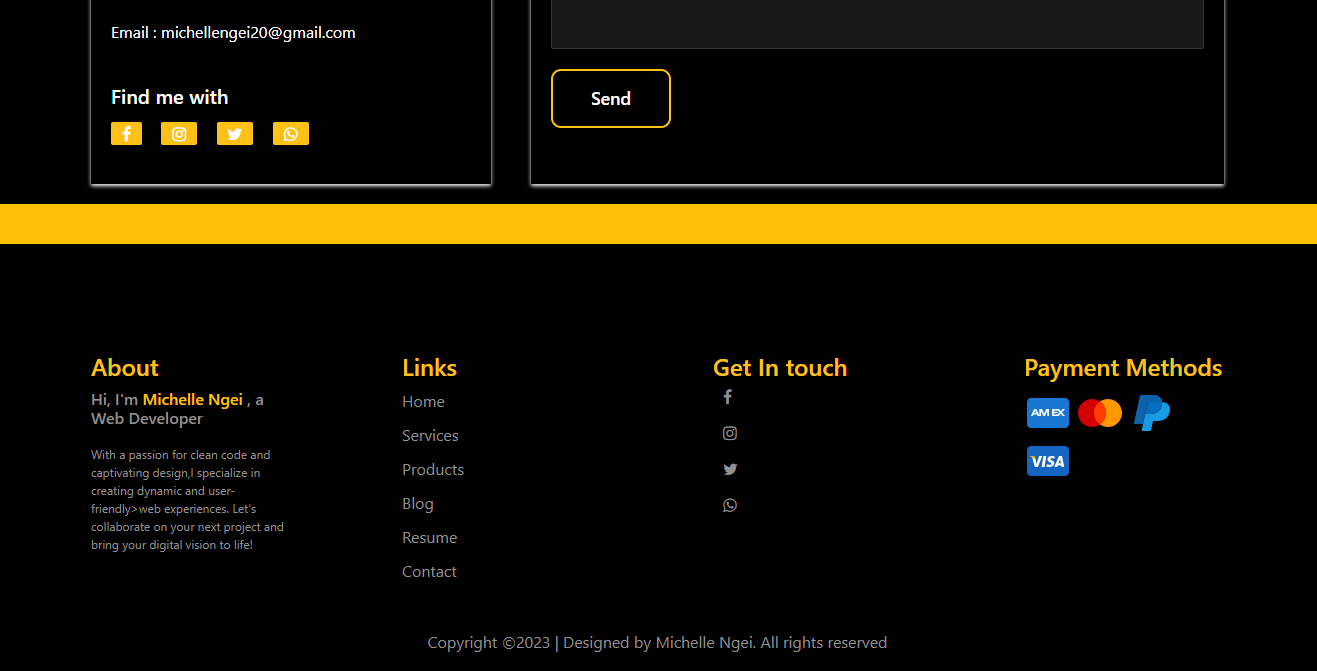 Email : michellengei20@gmail.com
Find me with
Send
About
Hi, I'm Michelle Ngei , a
Web Developer
With a passion for clean code and
captivating design,I specialize in
creating dynamic and user-
friendly>web experiences. Let's
collaborate on your next project and
bring your digital vision to life!
Links
Home
Services
Products
Blog
Resume
Contact
Get In touch
Payment Methods
AM EX
VISA
Copyright ©2023 | Designed by Michelle Ngei. All rights reserved